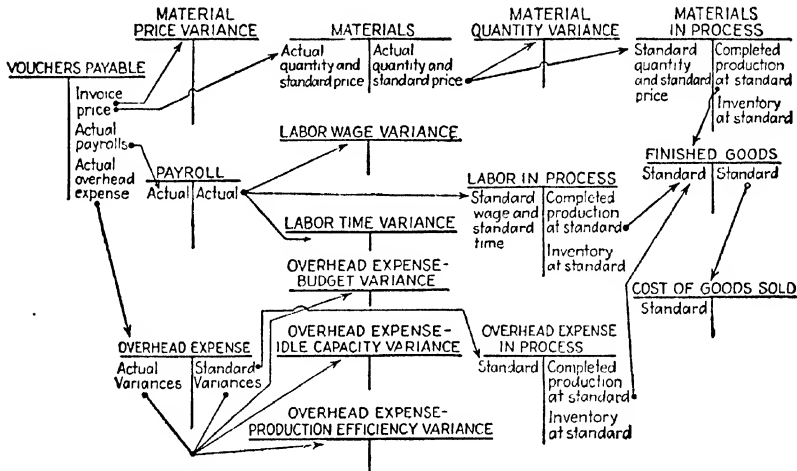 MATERIAL
PRICE VARIANCE
MATERIALS
Actual
quantity and
standard price
Actual
quantity and
standard price
MATERIAL
QUANTITY VARIANCE
MATERIALS
IN PROCESS
Standard
quantity
and standard
price
Completed
production
at standard
Inventory
at standard
VOUCHERS PAYABLE
Invoice
price
Actual
payrolls
Actual
overhead
expense
LABOR WAGE VARIANCE
PAYROLL
Actual
Actual
LABOR IN PROCESS
Standard
wage and
standard
time
Completed
production
at standard
Inventory
at standard
FINISHED GOODS
Standard
Standard
LABOR TIME VARIANCE
OVERHEAD EXPENSE-
BUDGET VARIANCE
COST OF GOODS SOLD
Standard
OVERHEAD EXPENSE
Actual
Variances
Standard
Variances
OVERHEAD EXPENSE-
IDLE CAPACITY VARIANCE
OVERHEAD EXPENSE
IN PROCESS
Standard
Completed
production
at standard
Inventory
at standard
OVERHEAD EXPENSE-
PRODUCTION EFFICIENCY VARIANCE